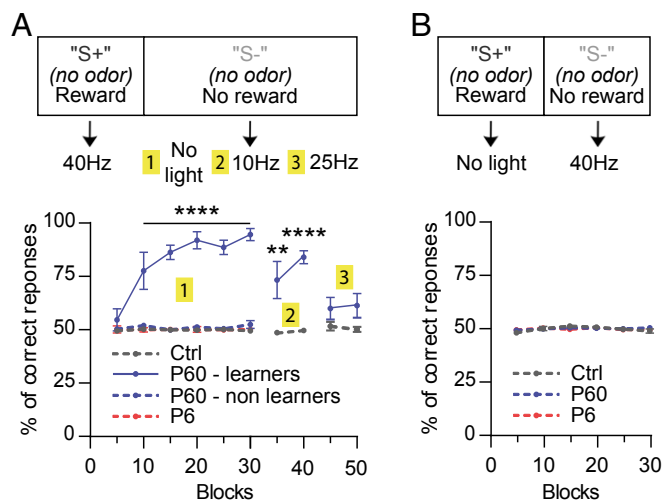 A
"S+"
(no odor)
Reward
"S-"
(no odor)
No reward
40Hz
1 No light 2 10Hz 3 25Hz
% of correct reponses
100
75
50
25
0
****
**
****
1
2
3
Ctrl
P60 - learners
P60 - non learners
P6
0 10 20 30 40 50
Blocks
B
"S+"
(no odor)
Reward
"S-"
(no odor)
No reward
No light
40Hz
% of correct reponses
100
75
50
25
0
Ctrl
P60
P6
0 10 20 30
Blocks